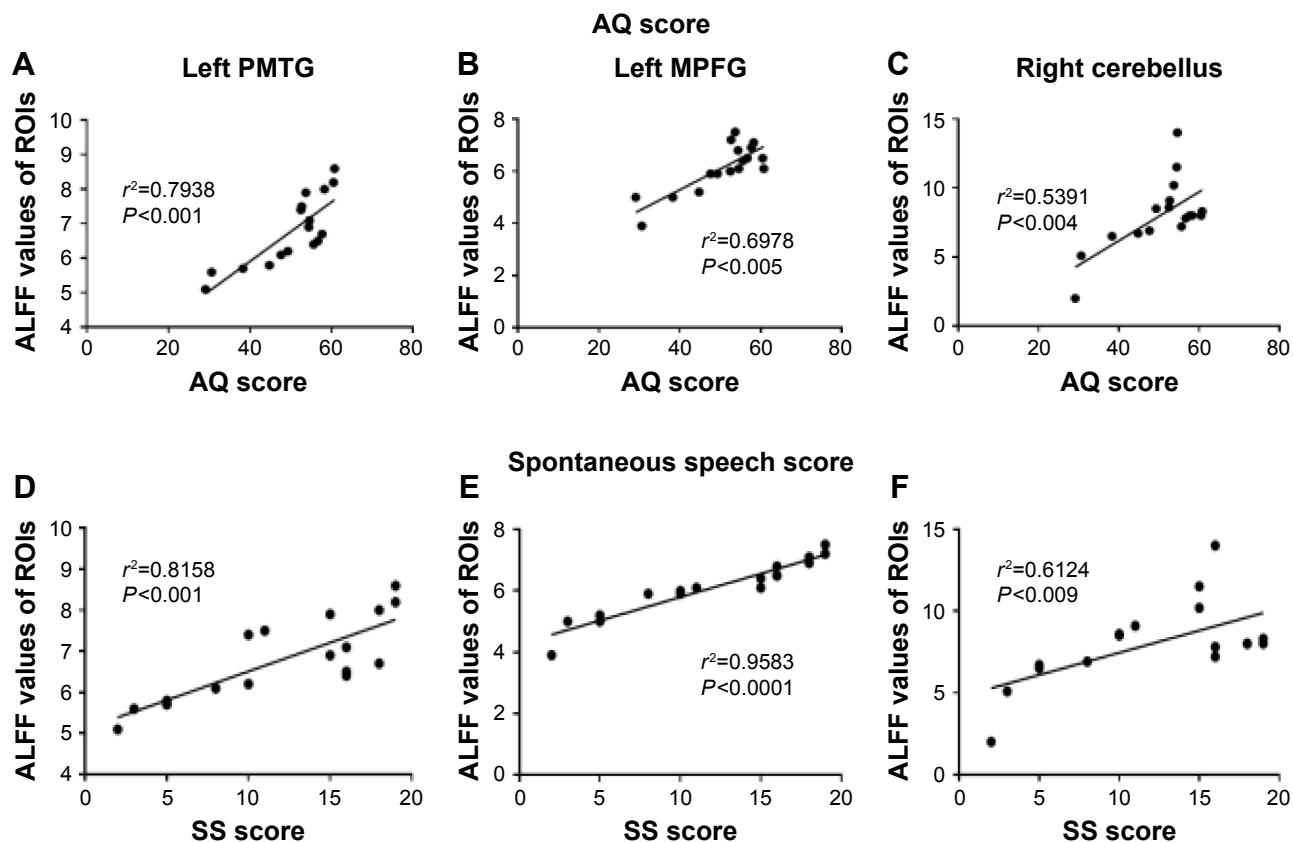 AQ score
A
Left PMTG
B
Left MPFG
C
Right cerebellus
ALFF values of ROIs
10
9
8
7
6
5
4
r²=0.7938
P<0.001
0
20
40
60
80
AQ score
ALFF values of ROIs
8
6
4
2
0
r²=0.6978
P<0.005
0
20
40
60
80
AQ score
ALFF values of ROIs
15
10
5
0
r²=0.5391
P<0.004
0
20
40
60
80
AQ score
Spontaneous speech score
D
ALFF values of ROIs
10
9
8
7
6
5
4
r²=0.8158
P<0.001
0
5
10
15
20
SS score
E
ALFF values of ROIs
8
6
4
2
0
r²=0.9583
P<0.0001
0
5
10
15
20
SS score
F
ALFF values of ROIs
15
10
5
0
r²=0.6124
P<0.009
0
5
10
15
20
SS score